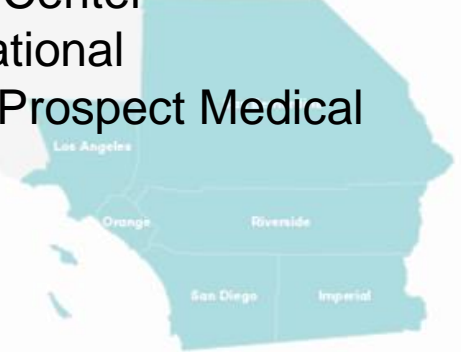 Center
ational
Prospect Medical
Los Angeles
Orange
Riverside
San Diego
Imperial